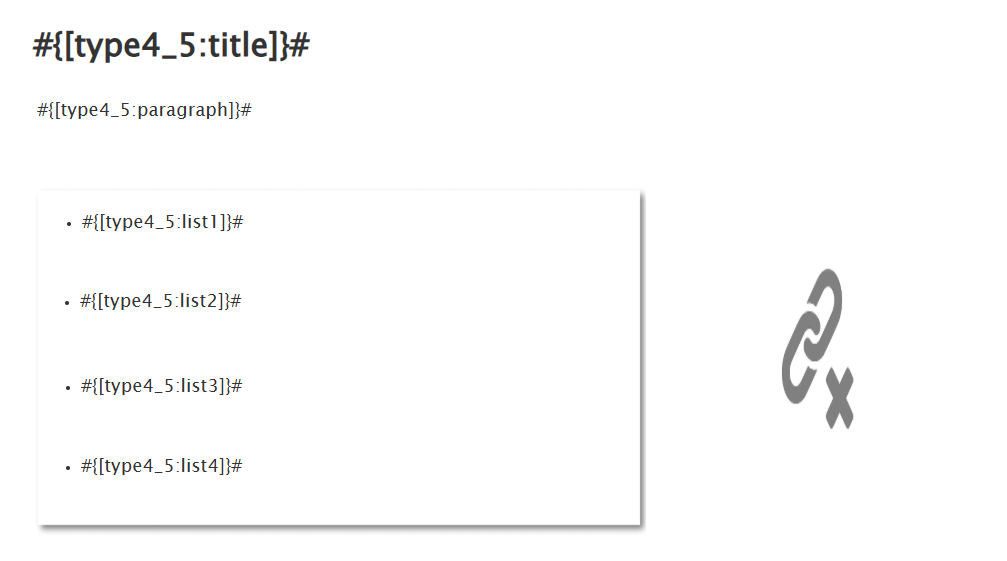 #{[type4_5:title]}#
#{[type4_5:paragraph]}#
• #{[type4_5:list1]}#
• #{[type4_5:list2]}#
• #{[type4_5:list3]}#
• #{[type4_5:list4]}#